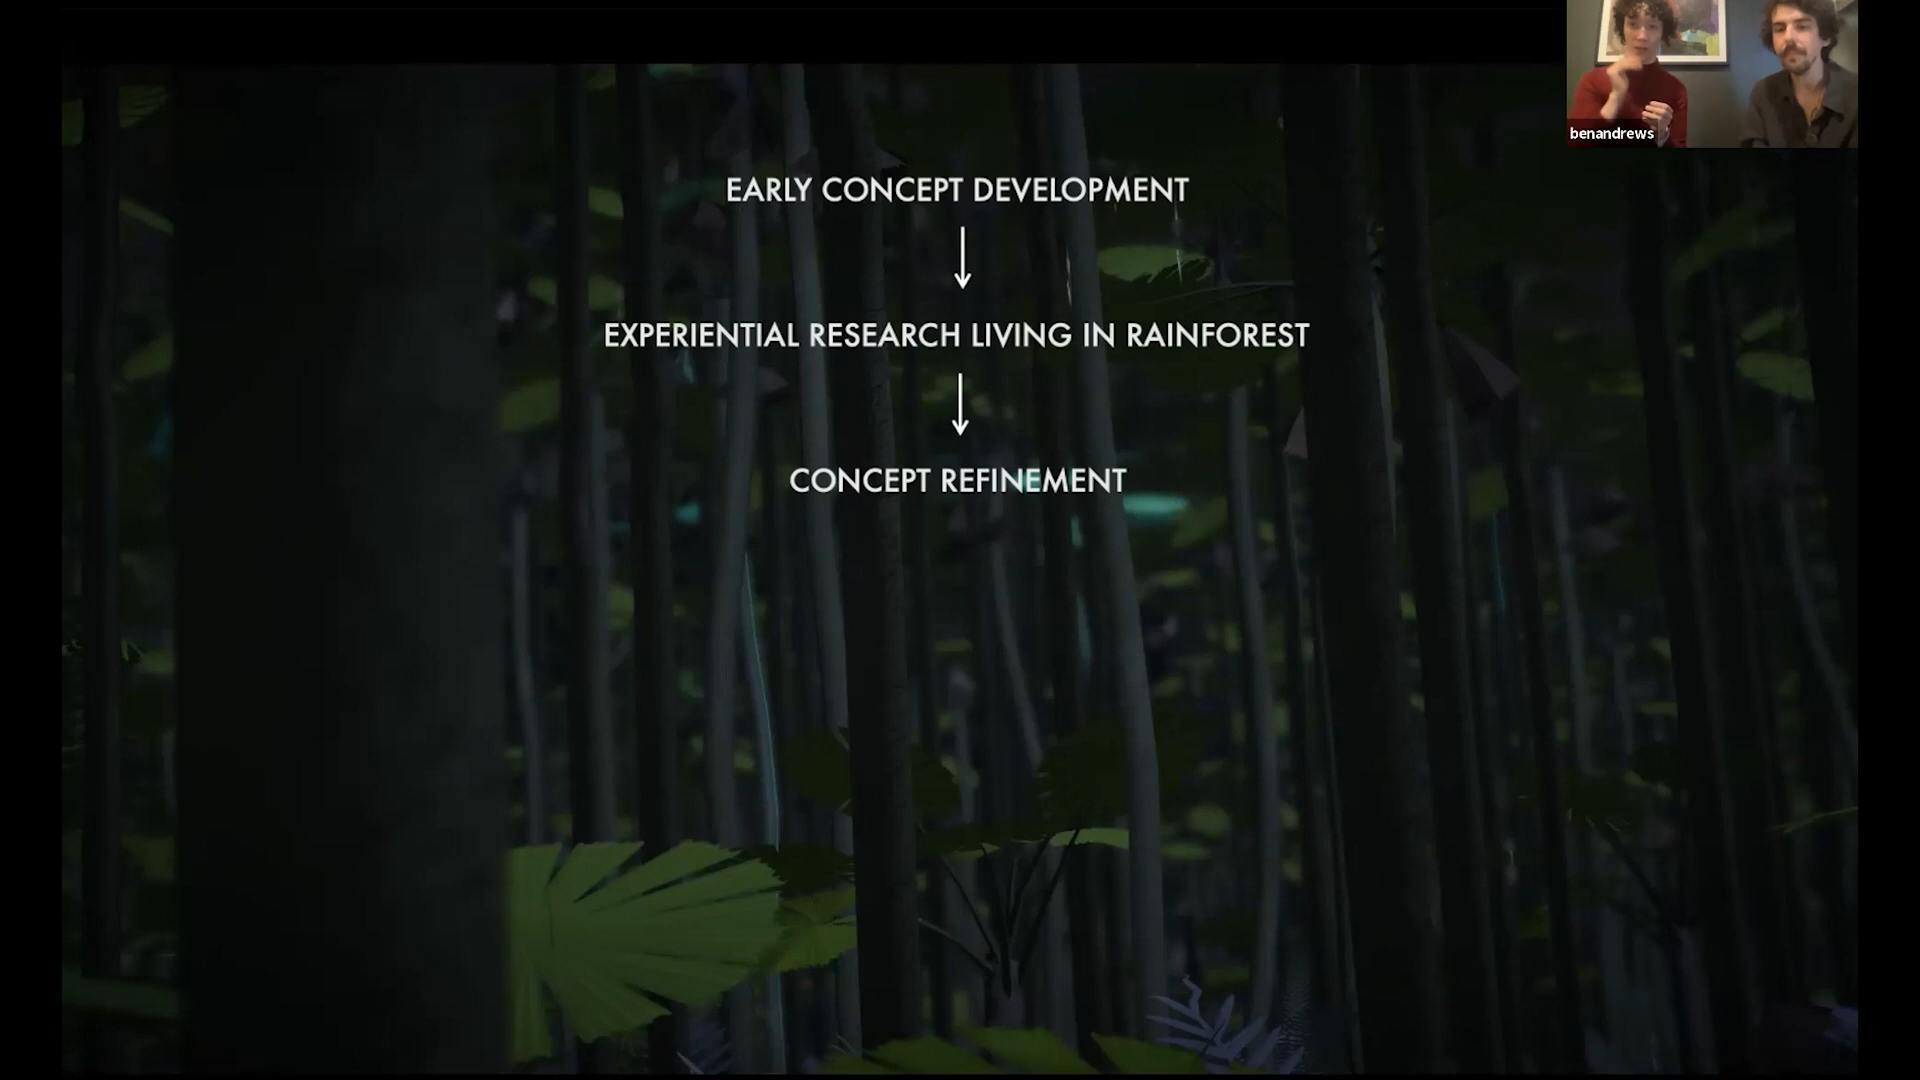 benandrews
EARLY CONCEPT DEVELOPMENT
EXPERIENTIAL RESEARCH LIVING IN RAINFOREST
CONCEPT REFINEMENT